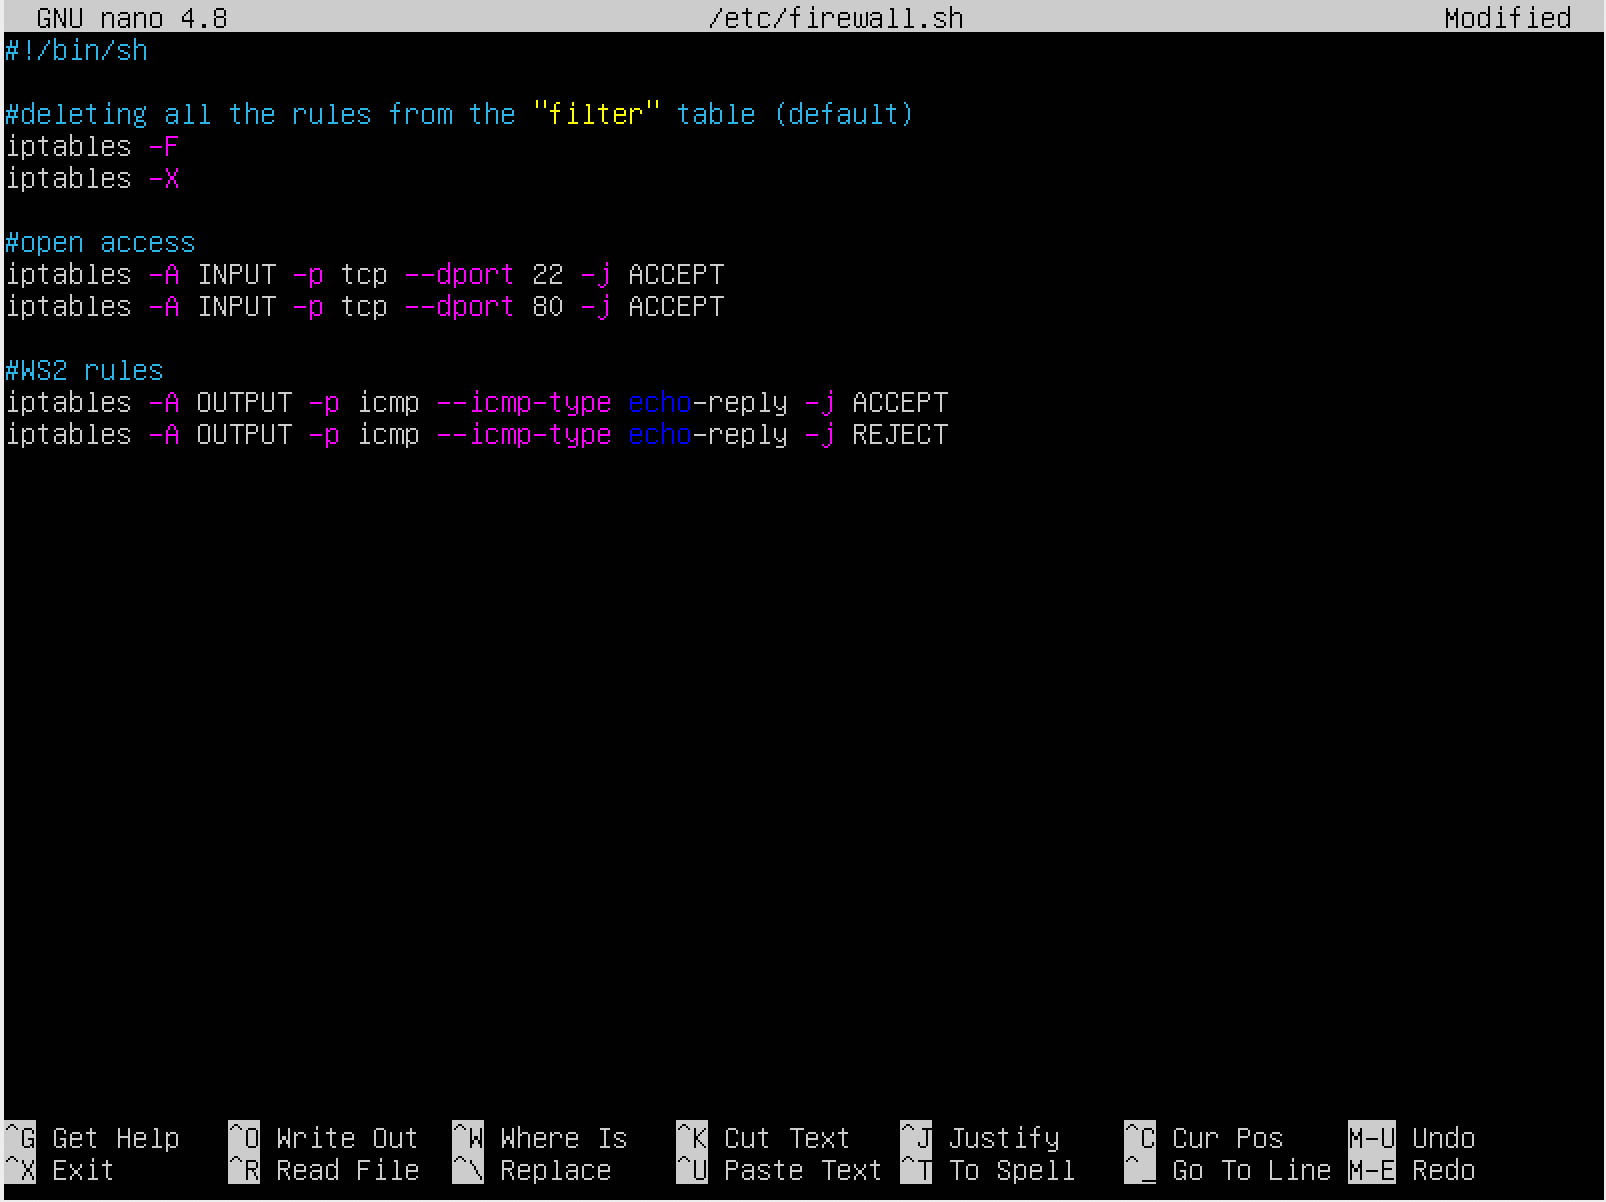 GNU nano 4.8 /etc/firewall.sh Modified
#!/bin/sh
#deleting all the rules from the "filter" table (default)
iptables -F
iptables -X
#open access
iptables -A INPUT -p tcp --dport 22 -j ACCEPT
iptables -A INPUT -p tcp --dport 80 -j ACCEPT
#WS2 rules
iptables -A OUTPUT -p icmp --icmp-type echo-reply -j ACCEPT
iptables -A OUTPUT -p icmp --icmp-type echo-reply -j REJECT
^G Get Help ^O Write Out ^W Where Is ^K Cut Text ^J Justify ^C Cur Pos M-U Undo
^X Exit ^R Read File ^\ Replace ^U Paste Text ^T To Spell ^_ Go To Line M-E Redo